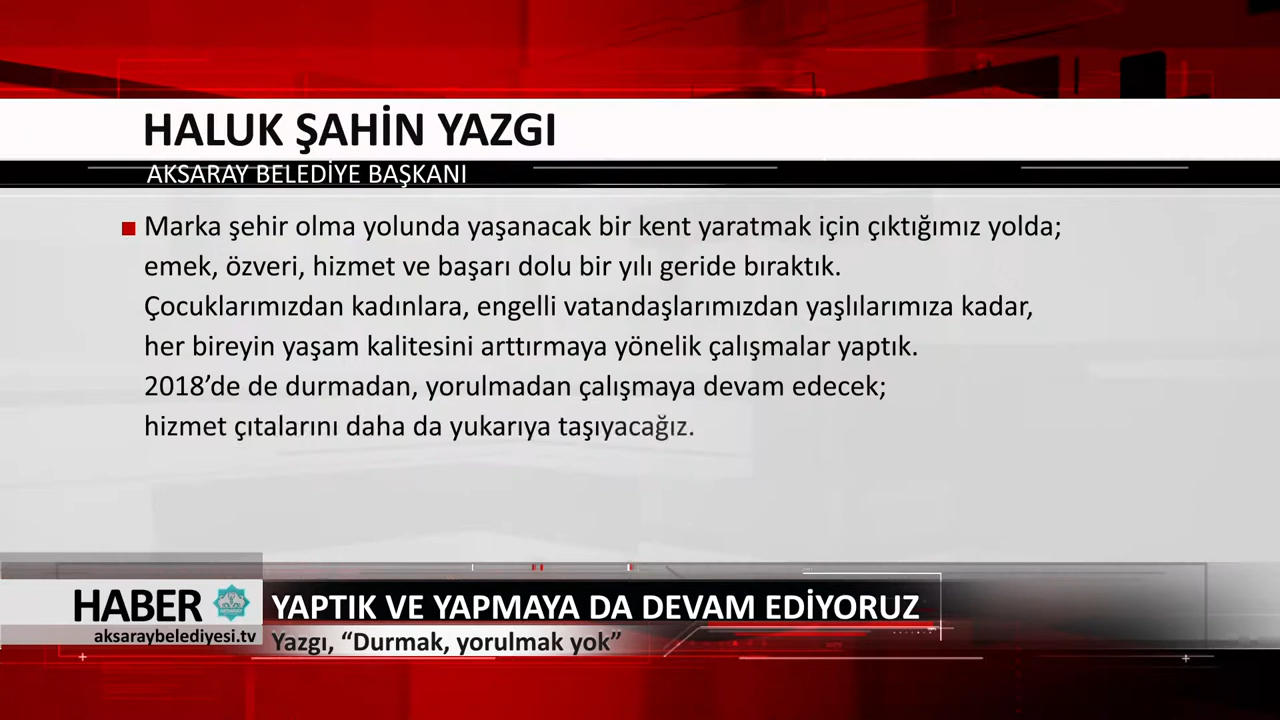 HALUK ŞAHİN YAZGI
AKSARAY BELEDİYE BAŞKANI
Marka şehir olma yolunda yaşanacak bir kent yaratmak için çıktığımız yolda;
emek, özveri, hizmet ve başarı dolu bir yılı geride bıraktık.
Çocuklarımızdan kadınlara, engelli vatandaşlarımızdan yaşlılarımıza kadar,
her bireyin yaşam kalitesini arttırmaya yönelik çalışmalar yaptık.
2018’de de durmadan, yorulmadan çalışmaya devam edecek;
hizmet çıtalarını daha da yukarıya taşıyacağız.
HABER
aksaraybelediyesi.tv
YAPTIK VE YAPMAYA DA DEVAM EDİYORUZ
Yazgı, “Durmak, yorulmak yok”